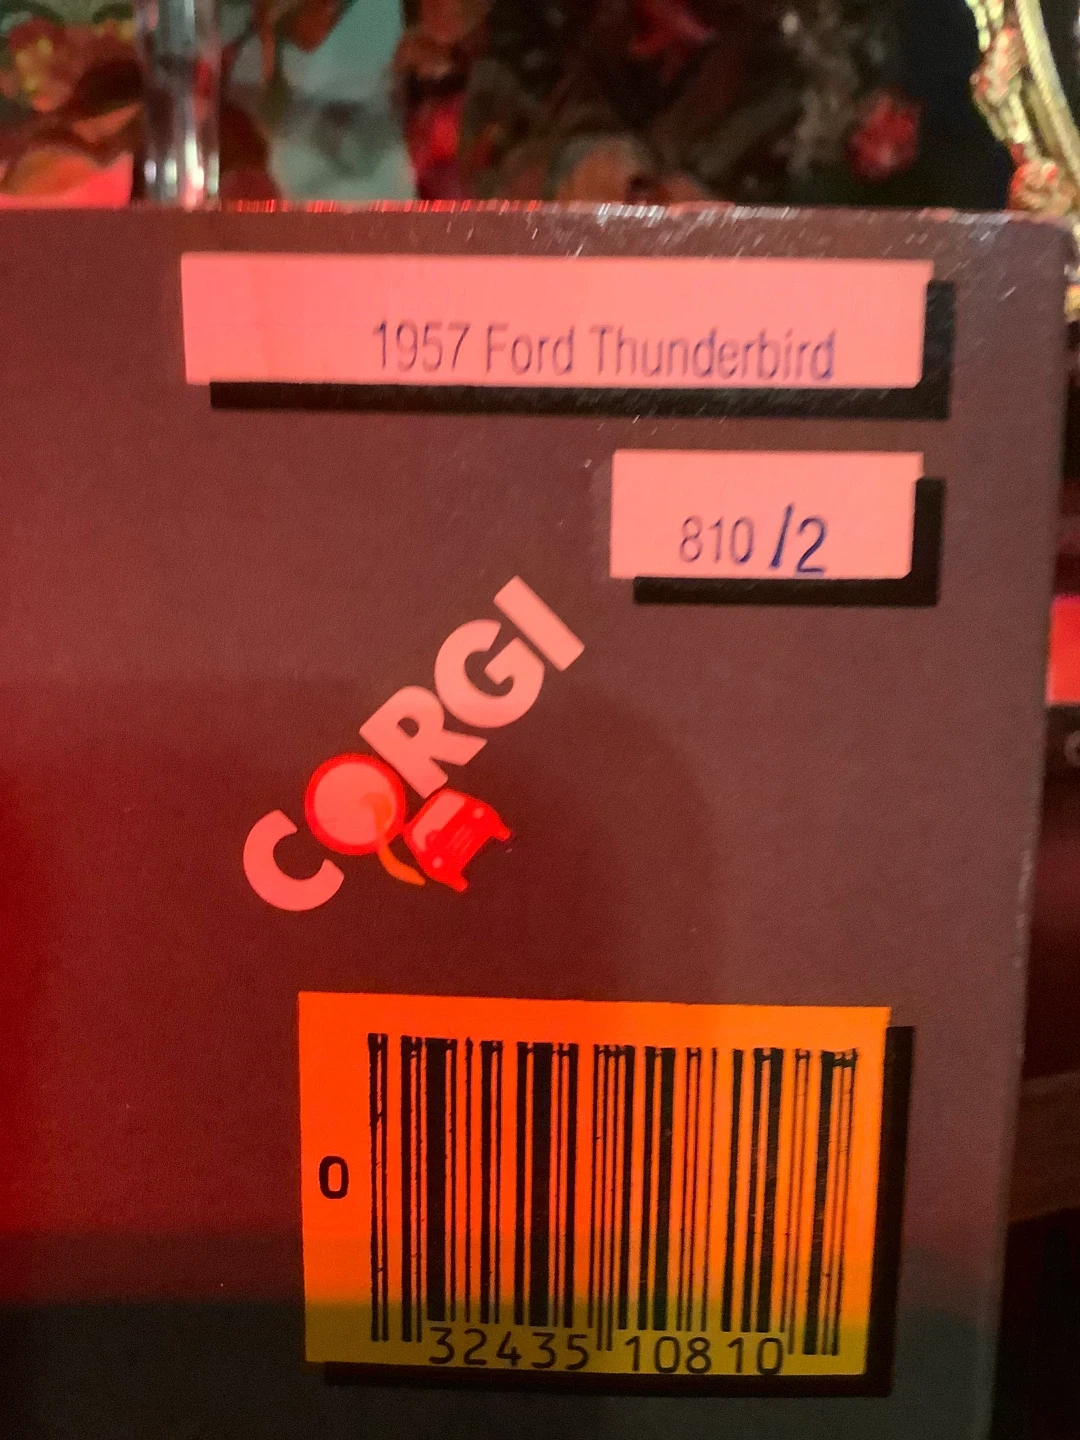 1957 Ford Thunderbird
810 /2
CORGI
0
32435 10810